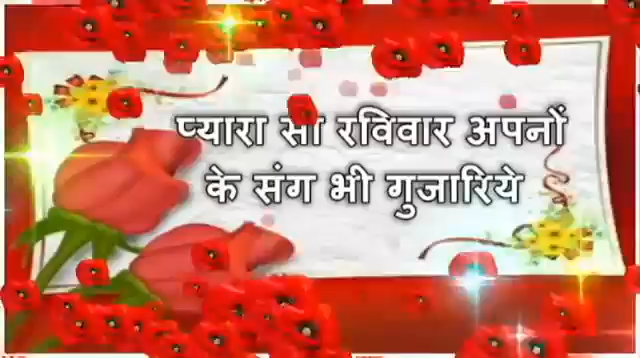 प्यारा सा रविवार अपनों
के संग भी गुजारिये